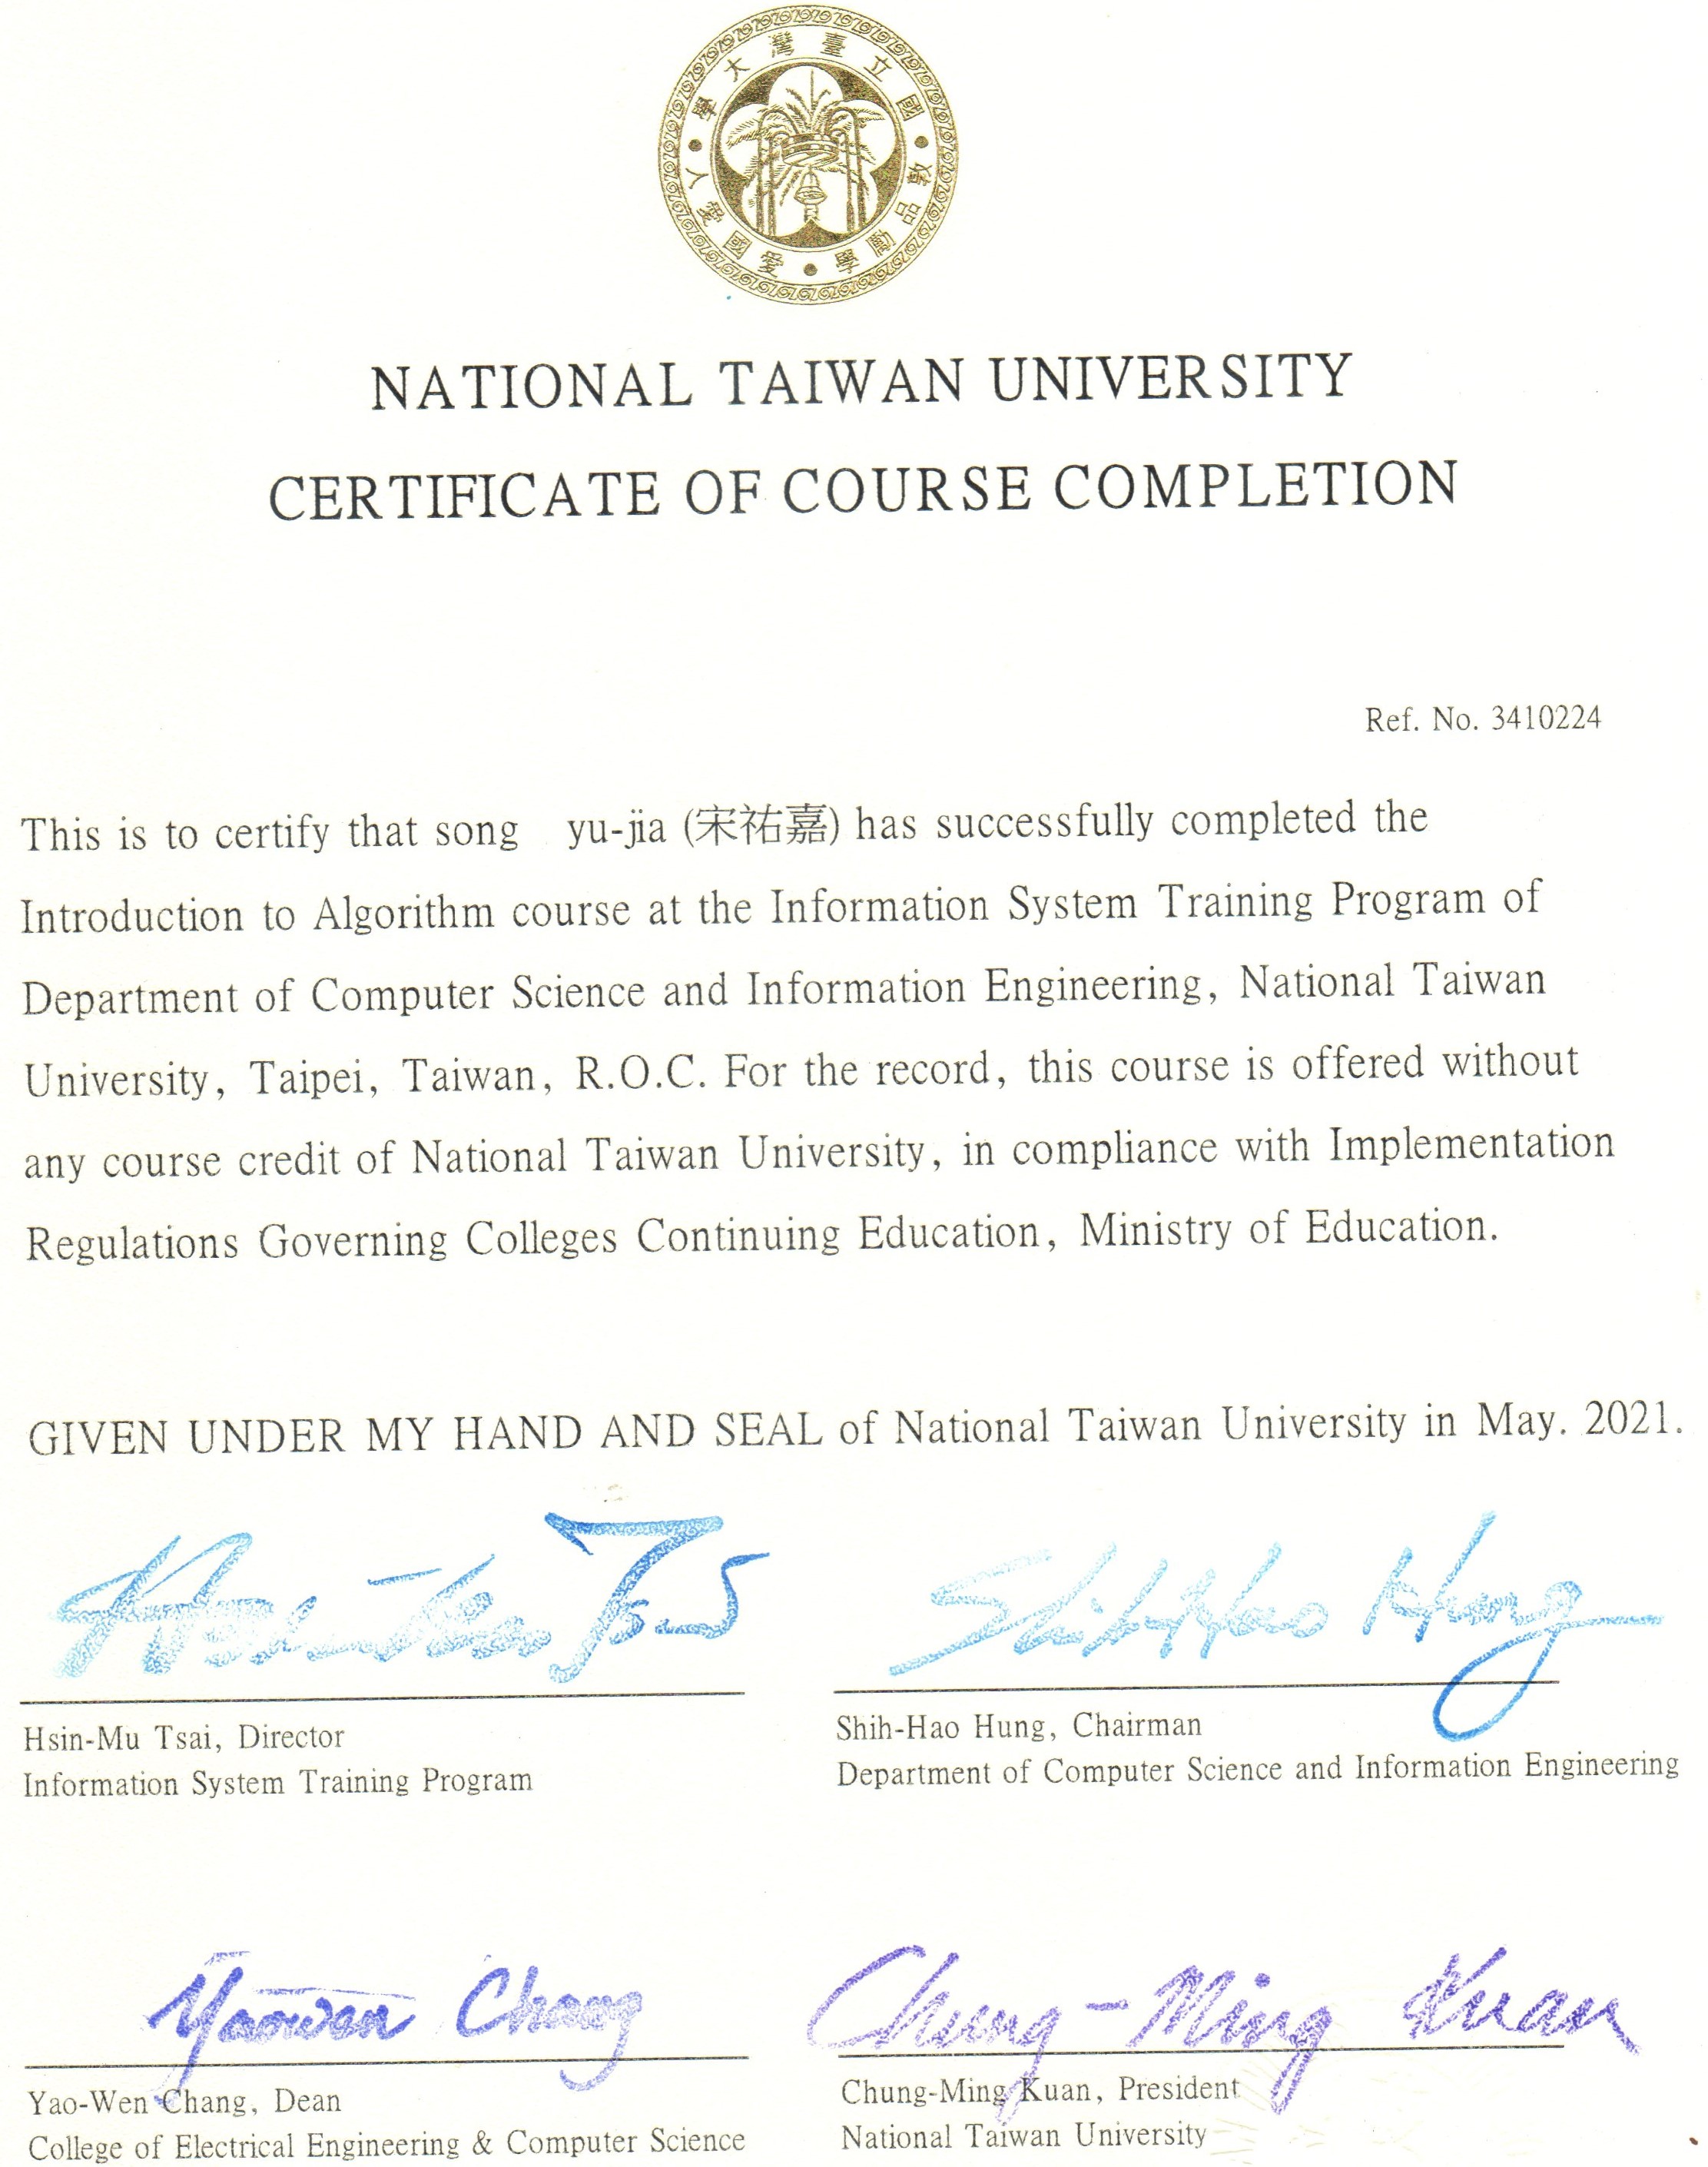 國立臺灣大學
敦品勵學
愛國愛人
NATIONAL TAIWAN UNIVERSITY
CERTIFICATE OF COURSE COMPLETION
Ref. No. 3410224
This is to certify that song yu-jia (宋祐嘉) has successfully completed the
Introduction to Algorithm course at the Information System Training Program of
Department of Computer Science and Information Engineering, National Taiwan
University, Taipei, Taiwan, R.O.C. For the record, this course is offered without
any course credit of National Taiwan University, in compliance with Implementation
Regulations Governing Colleges Continuing Education, Ministry of Education.
GIVEN UNDER MY HAND AND SEAL of National Taiwan University in May. 2021.
Hsin-Mu Tsai Shih-Hao Hung
Hsin-Mu Tsai, Director
Information System Training Program
Shih-Hao Hung, Chairman
Department of Computer Science and Information Engineering
Yaowen Chang
Chung-Ming Kuan
Yao-Wen Chang, Dean
College of Electrical Engineering & Computer Science
Chung-Ming Kuan, President
National Taiwan University